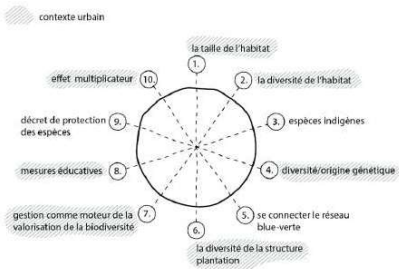 contexte urbain
1.
la taille de l'habitat
2.
la diversité de l'habitat
3.
espèces indigènes
4.
diversité/origine génétique
5.
se connecter le réseau
blue-verte
6.
la diversité de la structure
plantation
7.
gestion comme moteur de la
valorisation de la biodiversité
8.
mesures éducatives
9.
décret de protection
des espèces
10.
effet multiplicateur